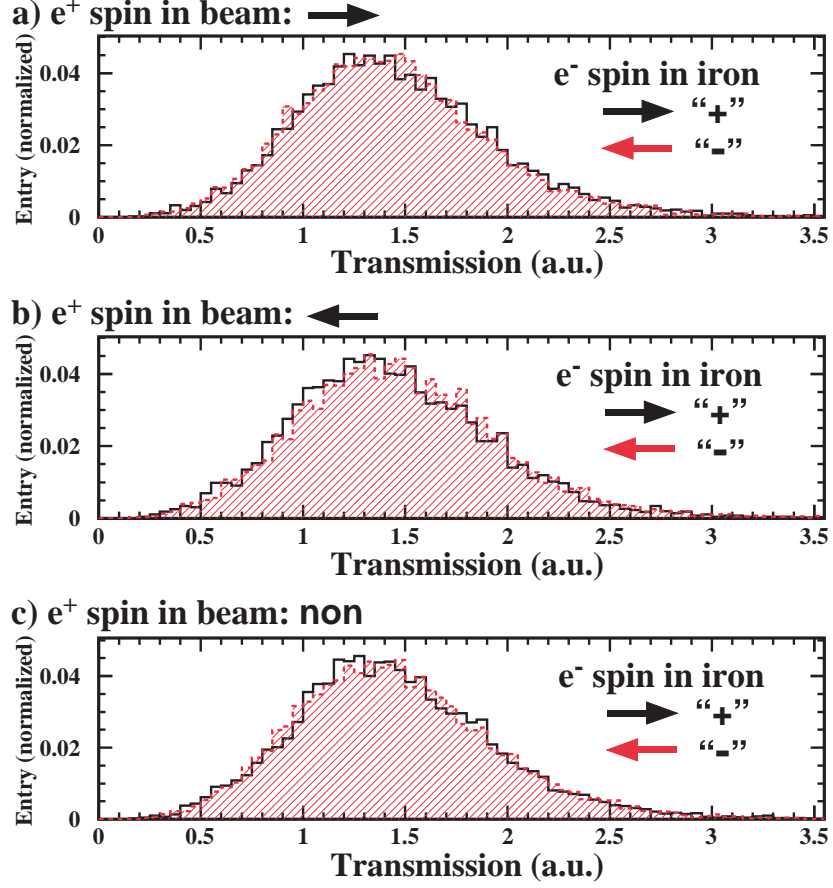 a) e⁺ spin in beam:
Entry (normalized)
0.04
0.02
0
e⁻ spin in iron
“+”
“-”
0 0.5 1 1.5 2 2.5 3 3.5
Transmission (a.u.)
b) e⁺ spin in beam:
Entry (normalized)
0.04
0.02
0
e⁻ spin in iron
“+”
“-”
0 0.5 1 1.5 2 2.5 3 3.5
Transmission (a.u.)
c) e⁺ spin in beam: non
Entry (normalized)
0.04
0.02
0
e⁻ spin in iron
“+”
“-”
0 0.5 1 1.5 2 2.5 3 3.5
Transmission (a.u.)